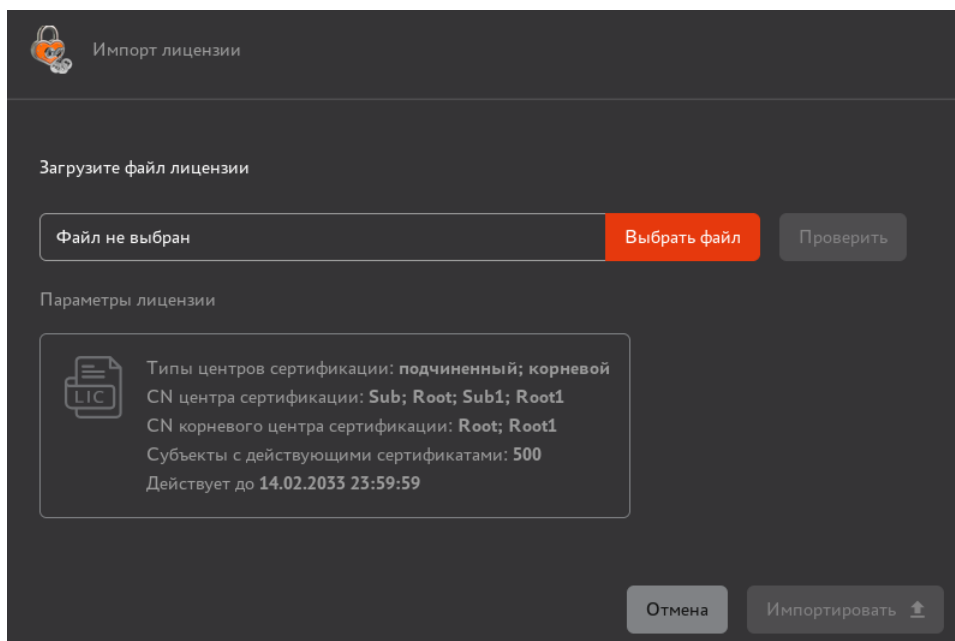 Импорт лицензии
Загрузите файл лицензии
Файл не выбран
Выбрать файл
Проверить
Параметры лицензии
LIC
Типы центров сертификации: подчиненный; корневой
CN центра сертификации: Sub; Root; Sub1; Root1
CN корневого центра сертификации: Root; Root1
Субъекты с действующими сертификатами: 500
Действует до 14.02.2033 23:59:59
Отмена
Импортировать